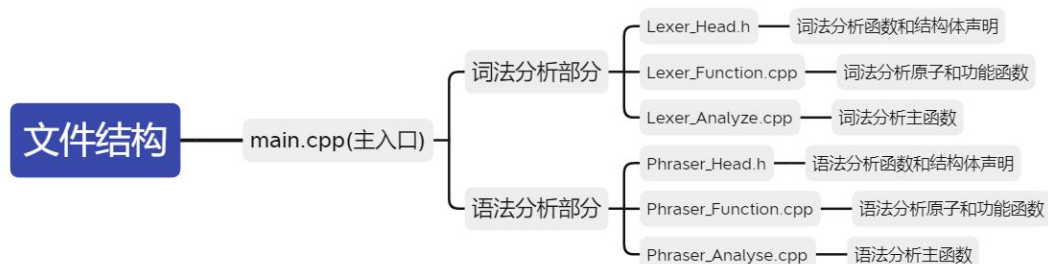 文件结构
main.cpp(主入口)
词法分析部分
Lexer_Head.h
词法分析函数和结构体声明
Lexer_Function.cpp
词法分析原子和功能函数
Lexer_Analyze.cpp
词法分析主函数
语法分析部分
Phraser_Head.h
语法分析函数和结构体声明
Phraser_Function.cpp
语法分析原子和功能函数
Phraser_Analyse.cpp
语法分析主函数